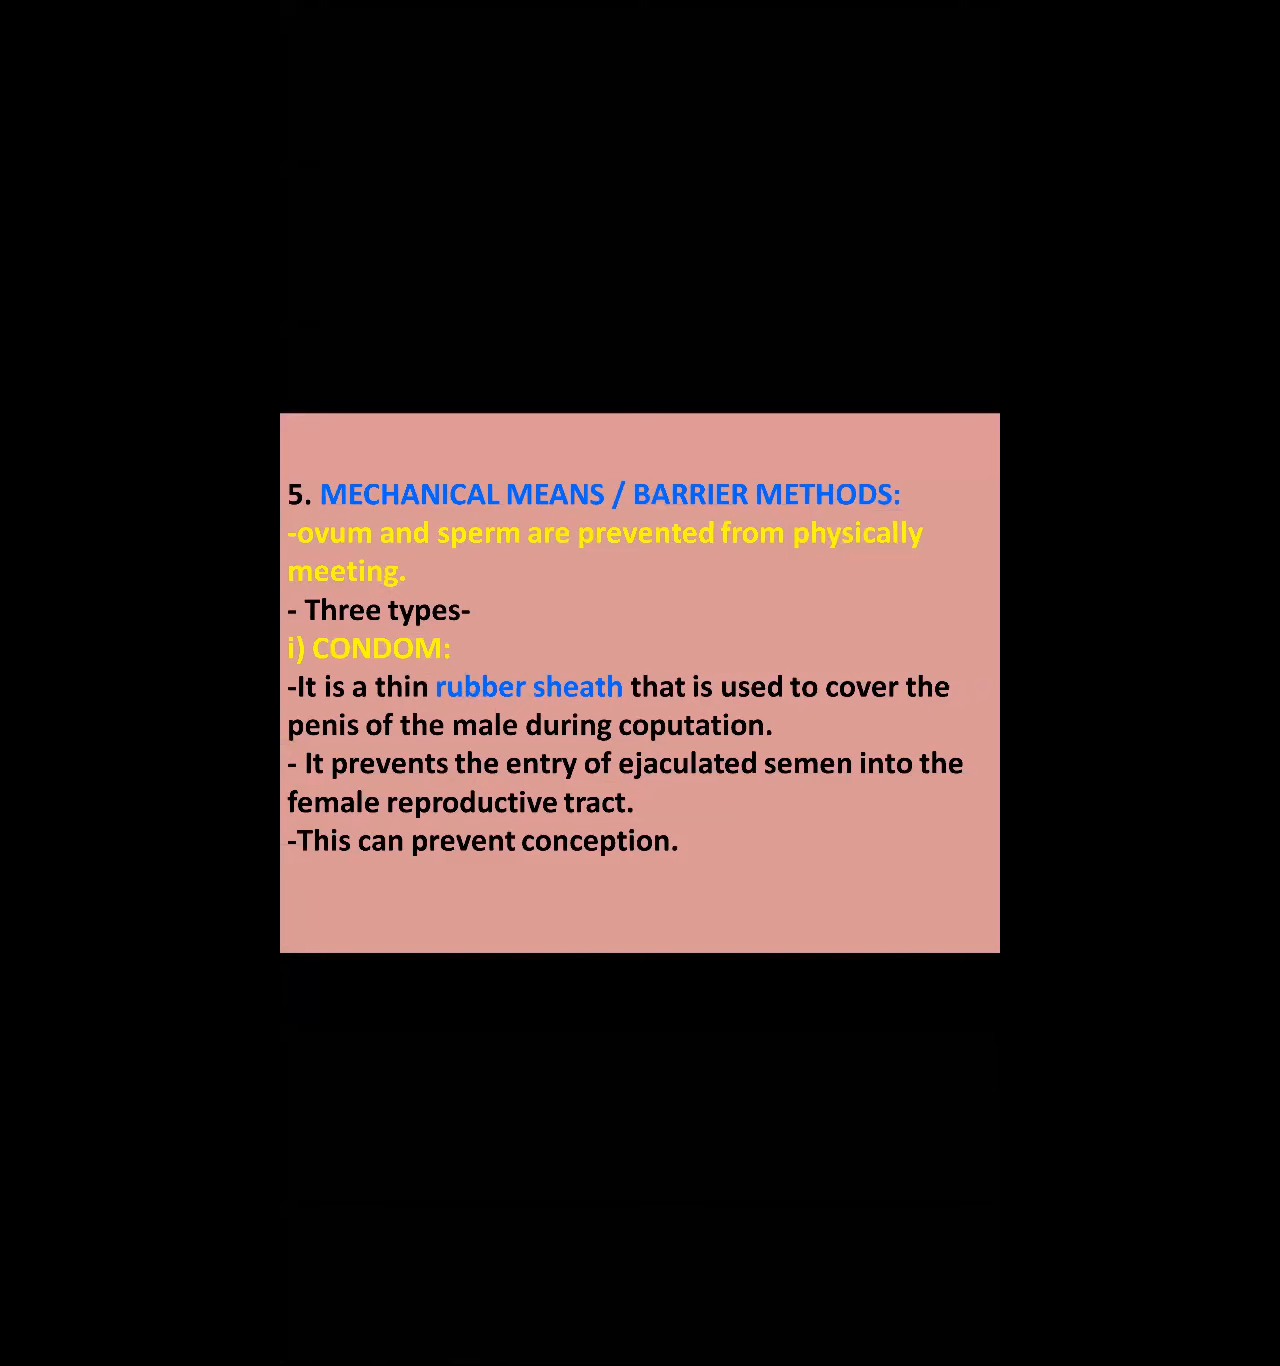 5. MECHANICAL MEANS / BARRIER METHODS:
-ovum and sperm are prevented from physically
meeting.
- Three types-
i) CONDOM:
-It is a thin rubber sheath that is used to cover the
penis of the male during coputation.
- It prevents the entry of ejaculated semen into the
female reproductive tract.
-This can prevent conception.